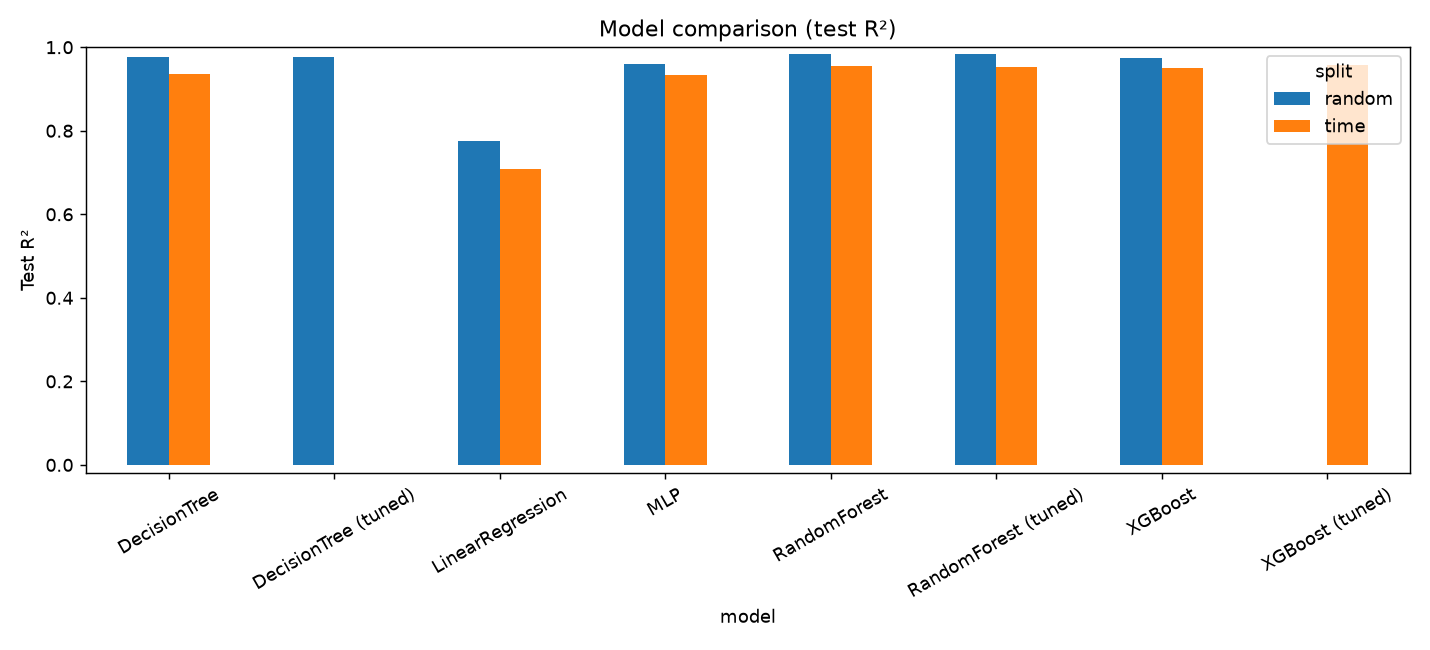 Model comparison (test R²)
Test R²
1.0
0.8
0.6
0.4
0.2
0.0
split
random
time
DecisionTree
DecisionTree (tuned)
LinearRegression
MLP
RandomForest
RandomForest (tuned)
XGBoost
XGBoost (tuned)
model